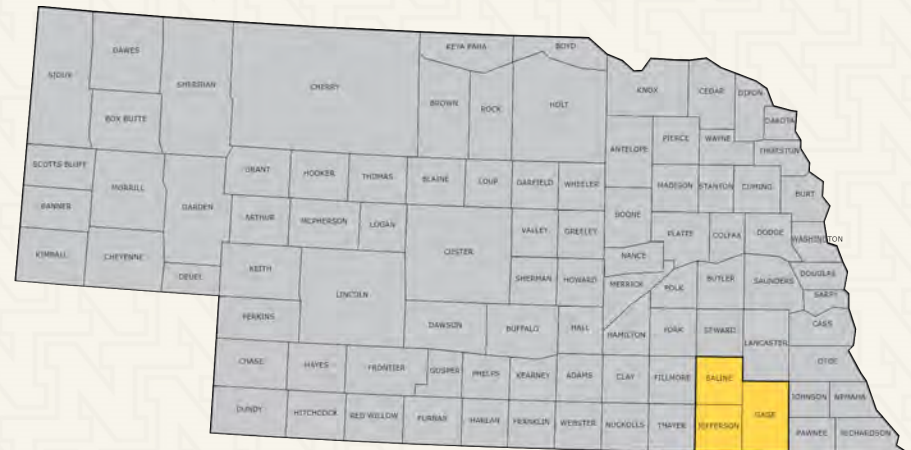 KEYA PAHA
BOYD
DAWES
SIOUX
SHERIDAN
CHERRY
KNOX
CEDAR
DIXON
BROWN
ROCK
HOLT
BOX BUTTE
DAKOTA
ANTELOPE
PIERCE
WAYNE
THURSTON
SCOTTS BLUFF
GRANT
HOOKER
THOMAS
BLAINE
LOUP
GARFIELD
WHEELER
MORRILL
MADISON
STANTON
CUMING
BURT
BANNER
GARDEN
ARTHUR
MCPHERSON
LOGAN
BOONE
CUSTER
VALLEY
GREELEY
PLATTE
COLFAX
DODGE
WASHINGTON
KIMBALL
CHEYENNE
NANCE
KEITH
DEUEL
SHERMAN
HOWARD
MERRICK
POLK
BUTLER
SAUNDERS
DOUGLAS
LINCOLN
SARPY
PERKINS
DAWSON
BUFFALO
HALL
HAMILTON
YORK
SEWARD
CASS
LANCASTER
CHASE
HAYES
FRONTIER
GOSPER
PHELPS
KEARNEY
ADAMS
CLAY
FILLMORE
SALINE
OTOE
JOHNSON
NEMAHA
DUNDY
HITCHCOCK
RED WILLOW
FURNAS
HARLAN
FRANKLIN
WEBSTER
NUCKOLLS
THAYER
JEFFERSON
GAGE
PAWNEE
RICHARDSON